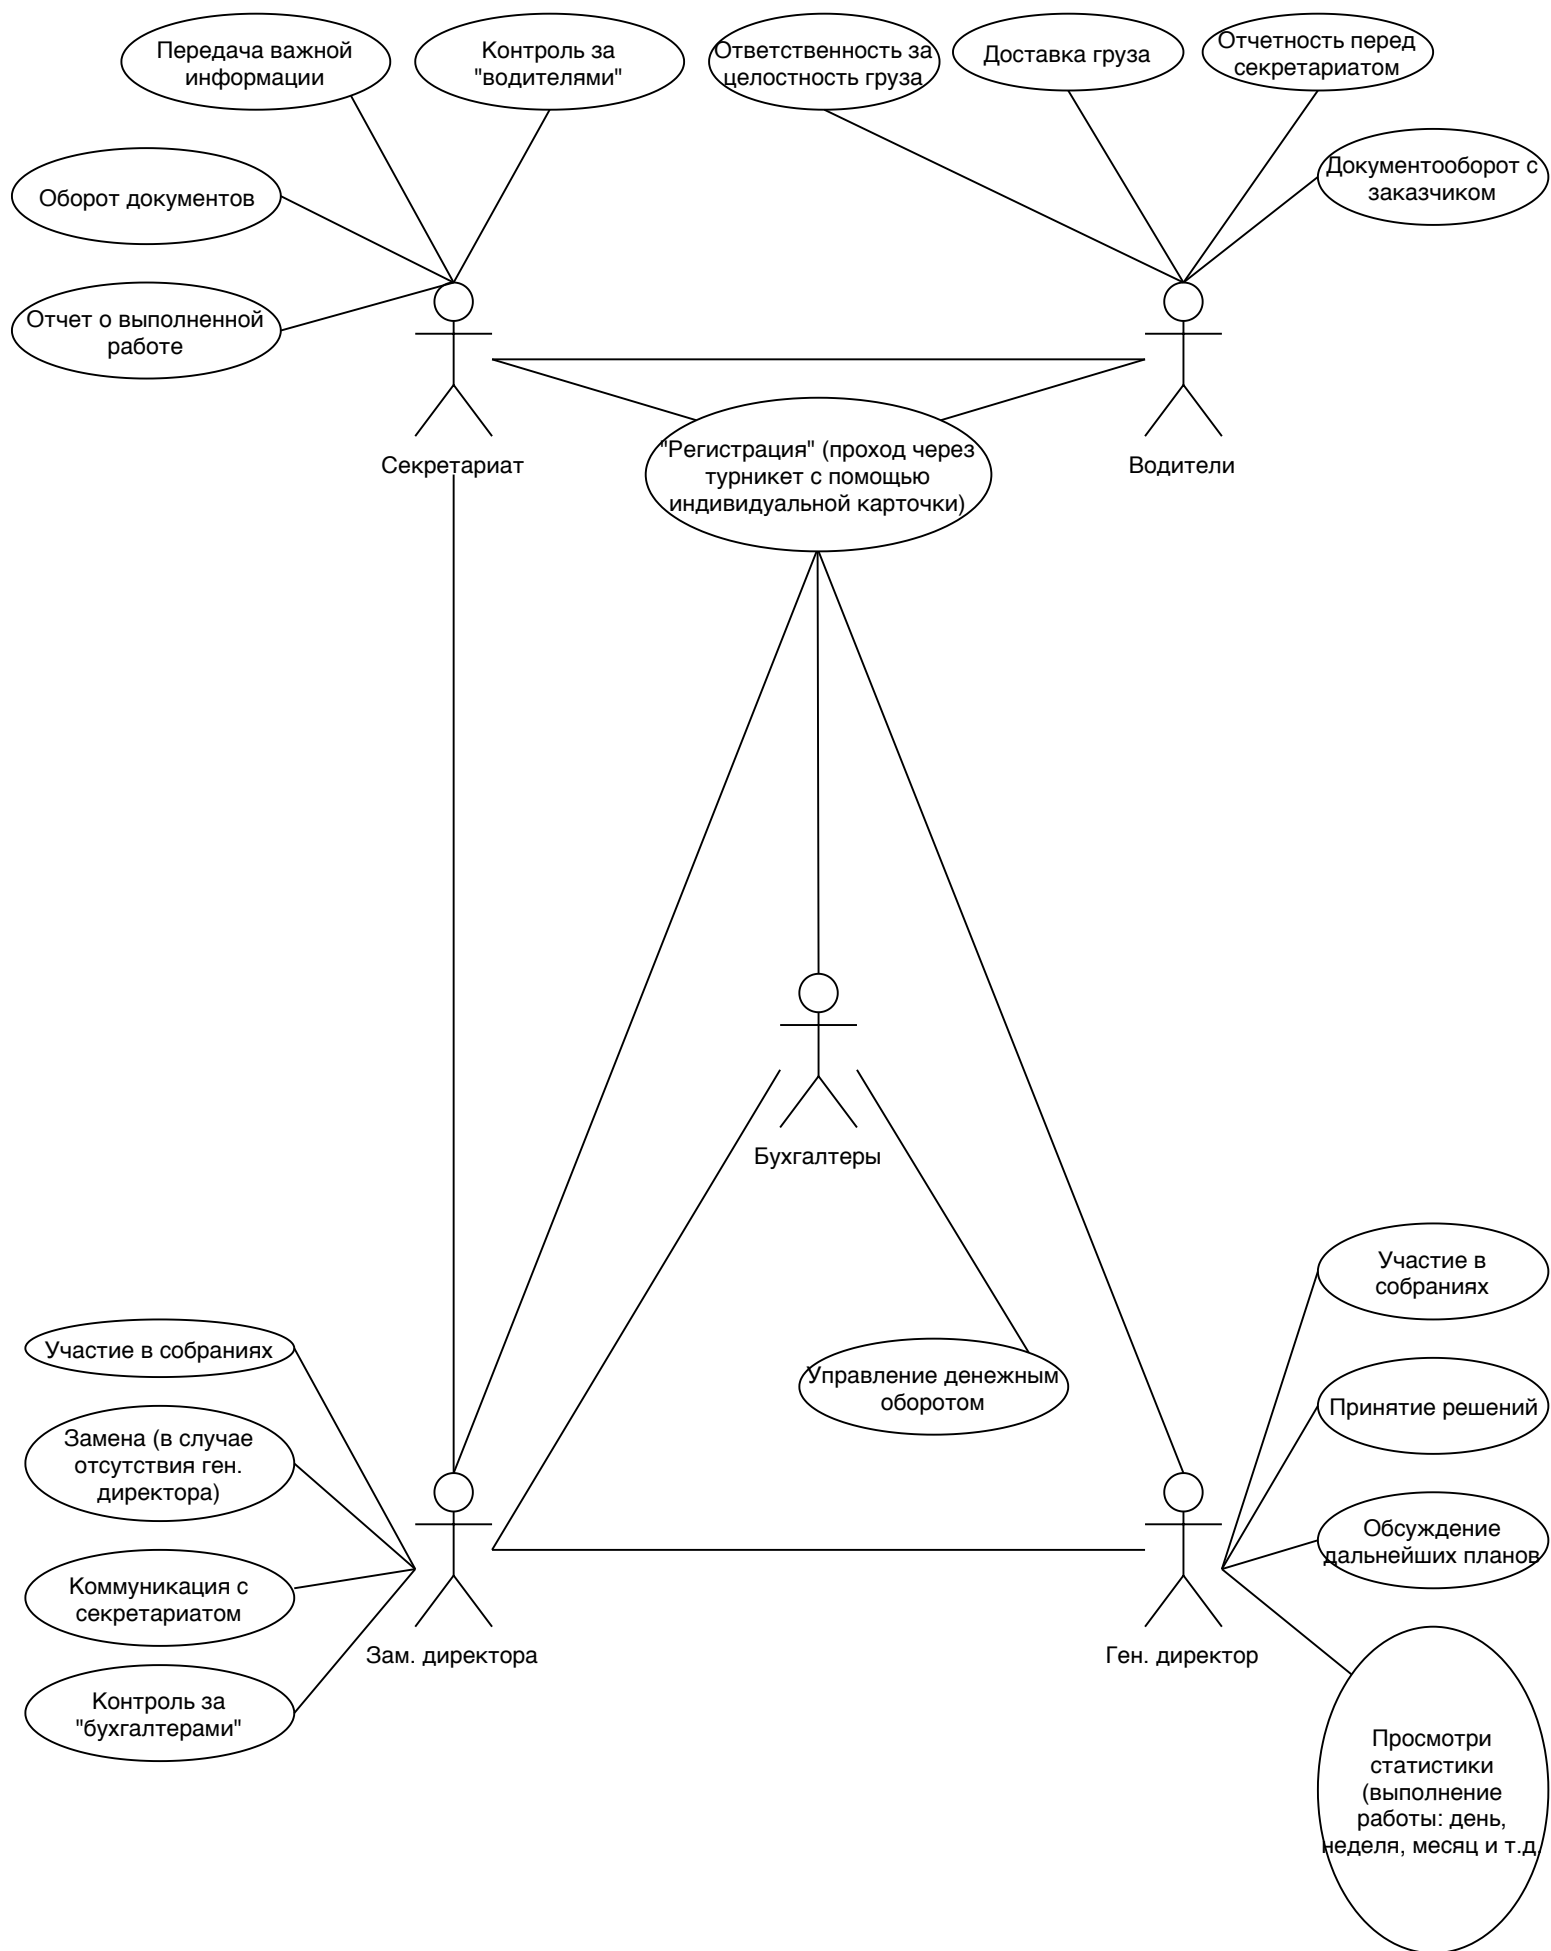 Передача важной
информации
Контроль за
"водителями"
Ответственность за
целостность груза
Доставка груза
Отчетность перед
секретариатом
Оборот документов
Документооборот с
заказчиком
Отчет о выполненной
работе
Секретариат
"Регистрация" (проход через
турникет с помощью
индивидуальной карточки)
Водители
Бухгалтеры
Участие в собраниях
Замена (в случае
отсутствия ген.
директора)
Коммуникация с
секретариатом
Контроль за
"бухгалтерами"
Зам. директора
Управление денежным
оборотом
Ген. директор
Участие в
собраниях
Принятие решений
Обсуждение
дальнейших планов
Просмотри
статистики
(выполнение
работы: день,
неделя, месяц и т.д.